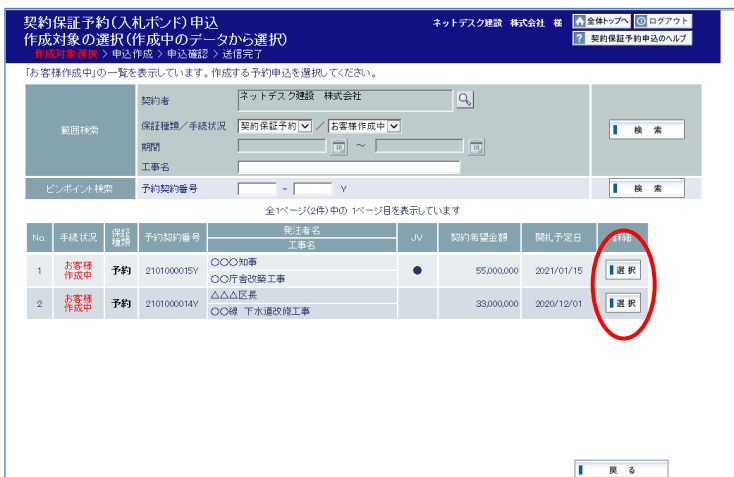 契約保証予約(入札ボンド)申込
ネットデスク建設 株式会社 様
全体トップへ
ログアウト
作成対象の選択(作成中のデータから選択)
? 契約保証予約申込のヘルプ
作成対象選択 > 申込作成 > 申込確認 > 送信完了
「お客様作成中」の一覧を表示しています。作成する予約申込を選択してください。
範囲検索
契約者 ネットデスク建設 株式会社
保証種類/手続状況 契約保証予約 / お客様作成中
検 索
期間 10 ~ 10
工事名
ピンポイント検索 予約契約番号 - Y 検 索
全1ページ(2件)中の 1ページ目を表示しています
No. 手続状況 保証種類 予約契約番号 発注者名 JV 契約希望金額 開札予定日 詳細
工事名
1 お客様作成中 予約 2101000015Y 〇〇〇知事 ● 55,000,000 2021/01/15 選択
〇〇庁舎改築工事
2 お客様作成中 予約 2101000014Y △△△区長 33,000,000 2020/12/01 選択
〇〇線 下水道改修工事
戻 る